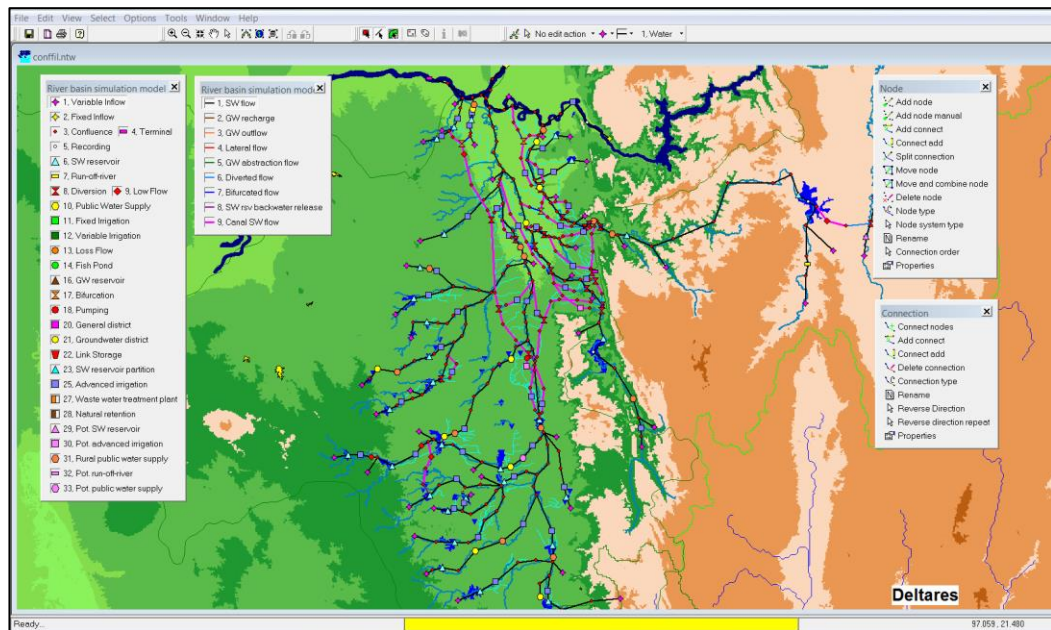 File Edit View Select Options Tools Window Help
No edit action
1, Water
conffil.ntw
River basin simulation model
1. Variable Inflow
2. Fixed Inflow
3. Confluence 4. Terminal
5. Recording
6. SW reservoir
7. Run-off-river
8. Diversion 9. Low Flow
10. Public Water Supply
11. Fixed Irrigation
12. Variable Irrigation
13. Loss Flow
14. Fish Pond
16. GW reservoir
17. Bifurcation
18. Pumping
20. General district
21. Groundwater district
22. Link Storage
23. SW reservoir partition
25. Advanced irrigation
27. Waste water treatment plant
28. Natural retention
29. Pot. SW reservoir
30. Pot. advanced irrigation
31. Rural public water supply
32. Pot. run-off-river
33. Pot. public water supply
River basin simulation mode
1. SW flow
2. GW recharge
3. GW outflow
4. Lateral flow
5. GW abstraction flow
6. Diverted flow
7. Bifurcated flow
8. SW rsv backwater release
9. Canal SW flow
Node
Add node
Add node manual
Add connect
Connect add
Split connection
Move node
Move and combine node
Delete node
Node type
Node system type
Rename
Connection order
Properties
Connection
Connect nodes
Add connect
Connect add
Delete connection
Connection type
Rename
Reverse Direction
Reverse direction repeat
Properties
Deltares
Ready...
97.059 , 21.480